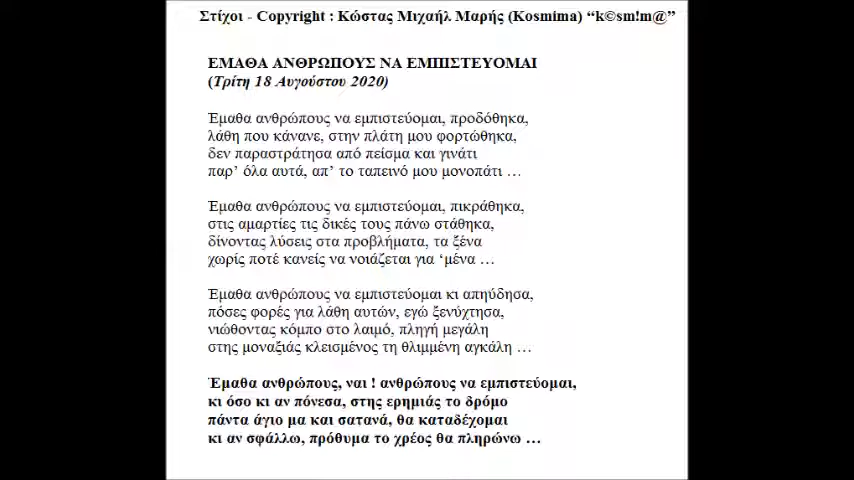 Στίχοι - Copyright : Κώστας Μιχαήλ Μαρής (Kosmima) “k©sm!m@”
ΕΜΑΘΑ ΑΝΘΡΩΠΟΥΣ ΝΑ ΕΜΠΙΣΤΕΥΟΜΑΙ
(Τρίτη 18 Αυγούστου 2020)
Έμαθα ανθρώπους να εμπιστεύομαι, προδόθηκα,
λάθη που κάνανε, στην πλάτη μου φορτώθηκα,
δεν παραστράτησα από πείσμα και γινάτι
παρ’ όλα αυτά, απ’ το ταπεινό μου μονοπάτι …
Έμαθα ανθρώπους να εμπιστεύομαι, πικράθηκα,
στις αμαρτίες τις δικές τους πάνω στάθηκα,
δίνοντας λύσεις στα προβλήματα, τα ξένα
χωρίς ποτέ κανείς να νοιάζεται για ‘μένα …
Έμαθα ανθρώπους να εμπιστεύομαι κι απηύδησα,
πόσες φορές για λάθη αυτών, εγώ ξενύχτησα,
νιώθοντας κόμπο στο λαιμό, πληγή μεγάλη
στης μοναξιάς κλεισμένος τη θλιμμένη αγκάλη …
Έμαθα ανθρώπους, ναι ! ανθρώπους να εμπιστεύομαι,
κι όσο κι αν πόνεσα, στης ερημιάς το δρόμο
πάντα άγιο μα και σατανά, θα καταδέχομαι
κι αν σφάλλω, πρόθυμα το χρέος θα πληρώνω …